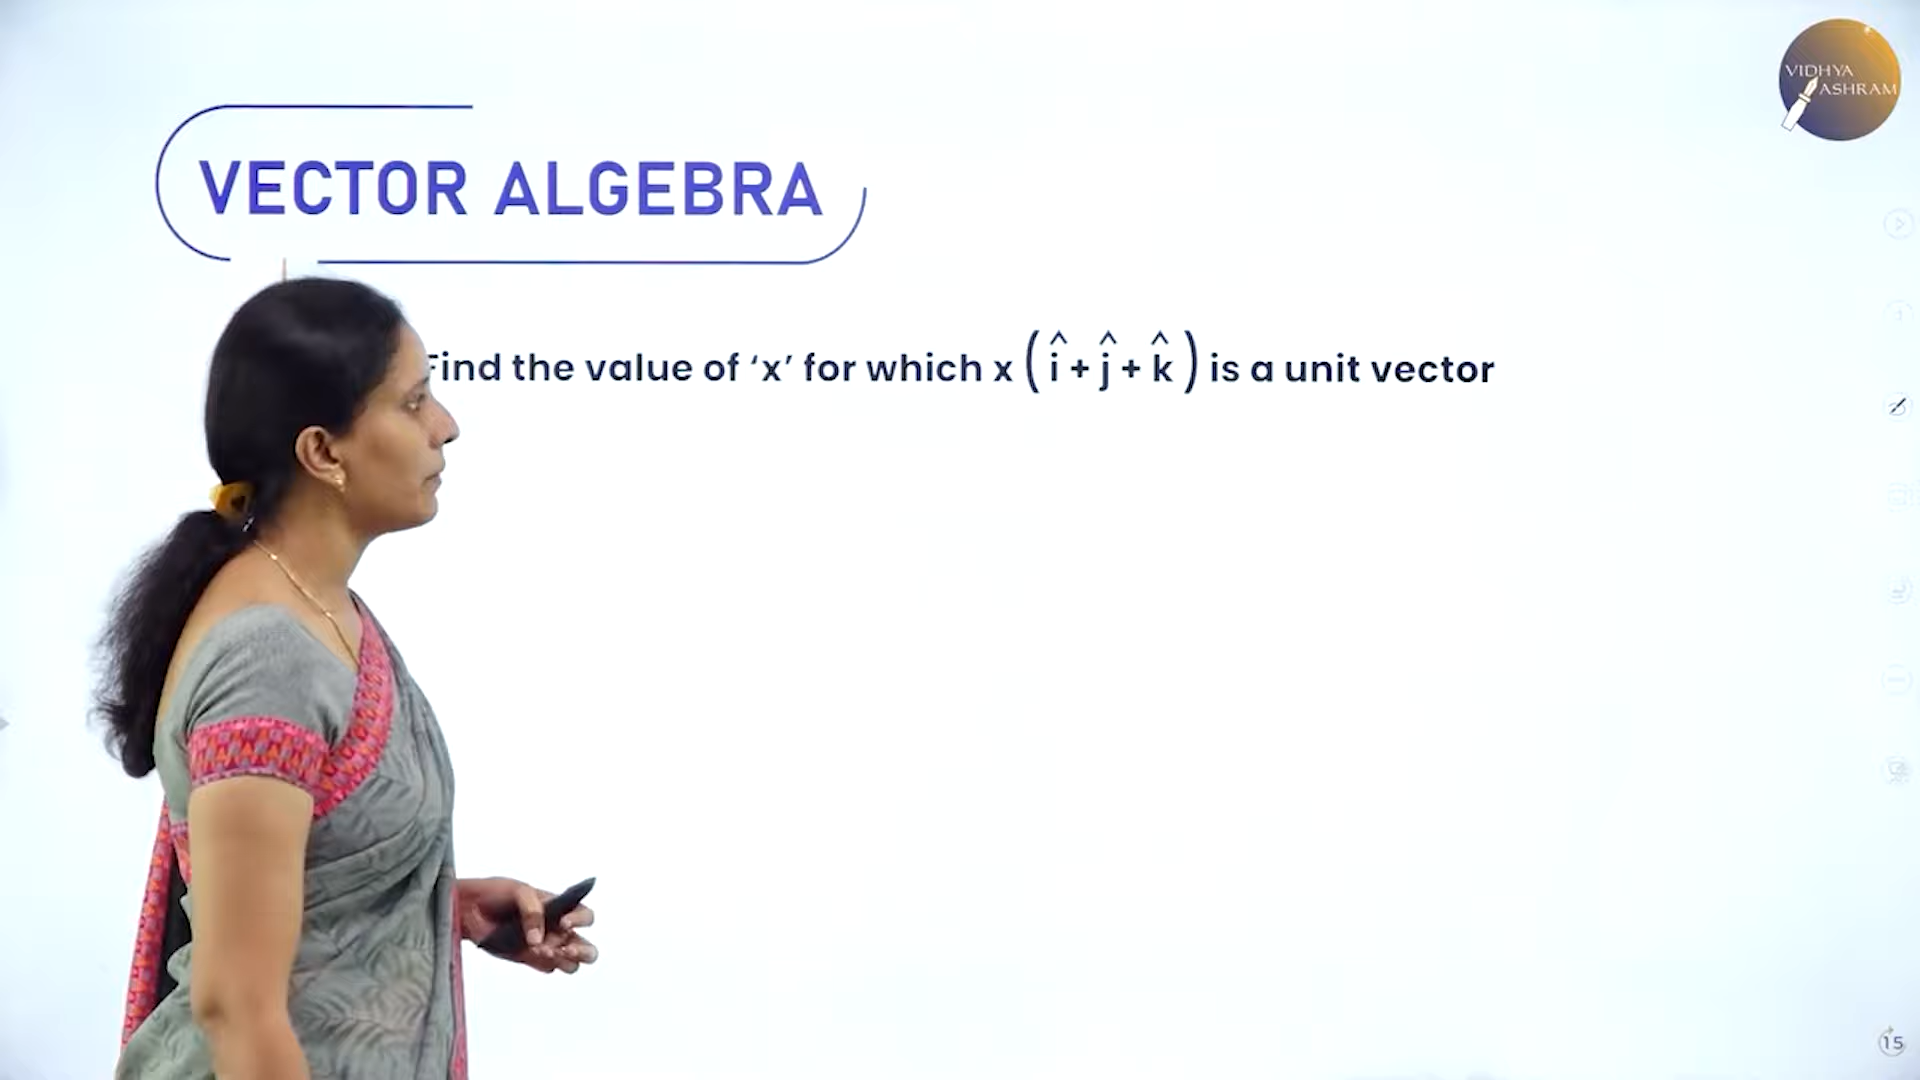 VIDHYA
ASHRAM
VECTOR ALGEBRA
Find the value of ‘x’ for which x (î + ĵ + k̂) is a unit vector
15